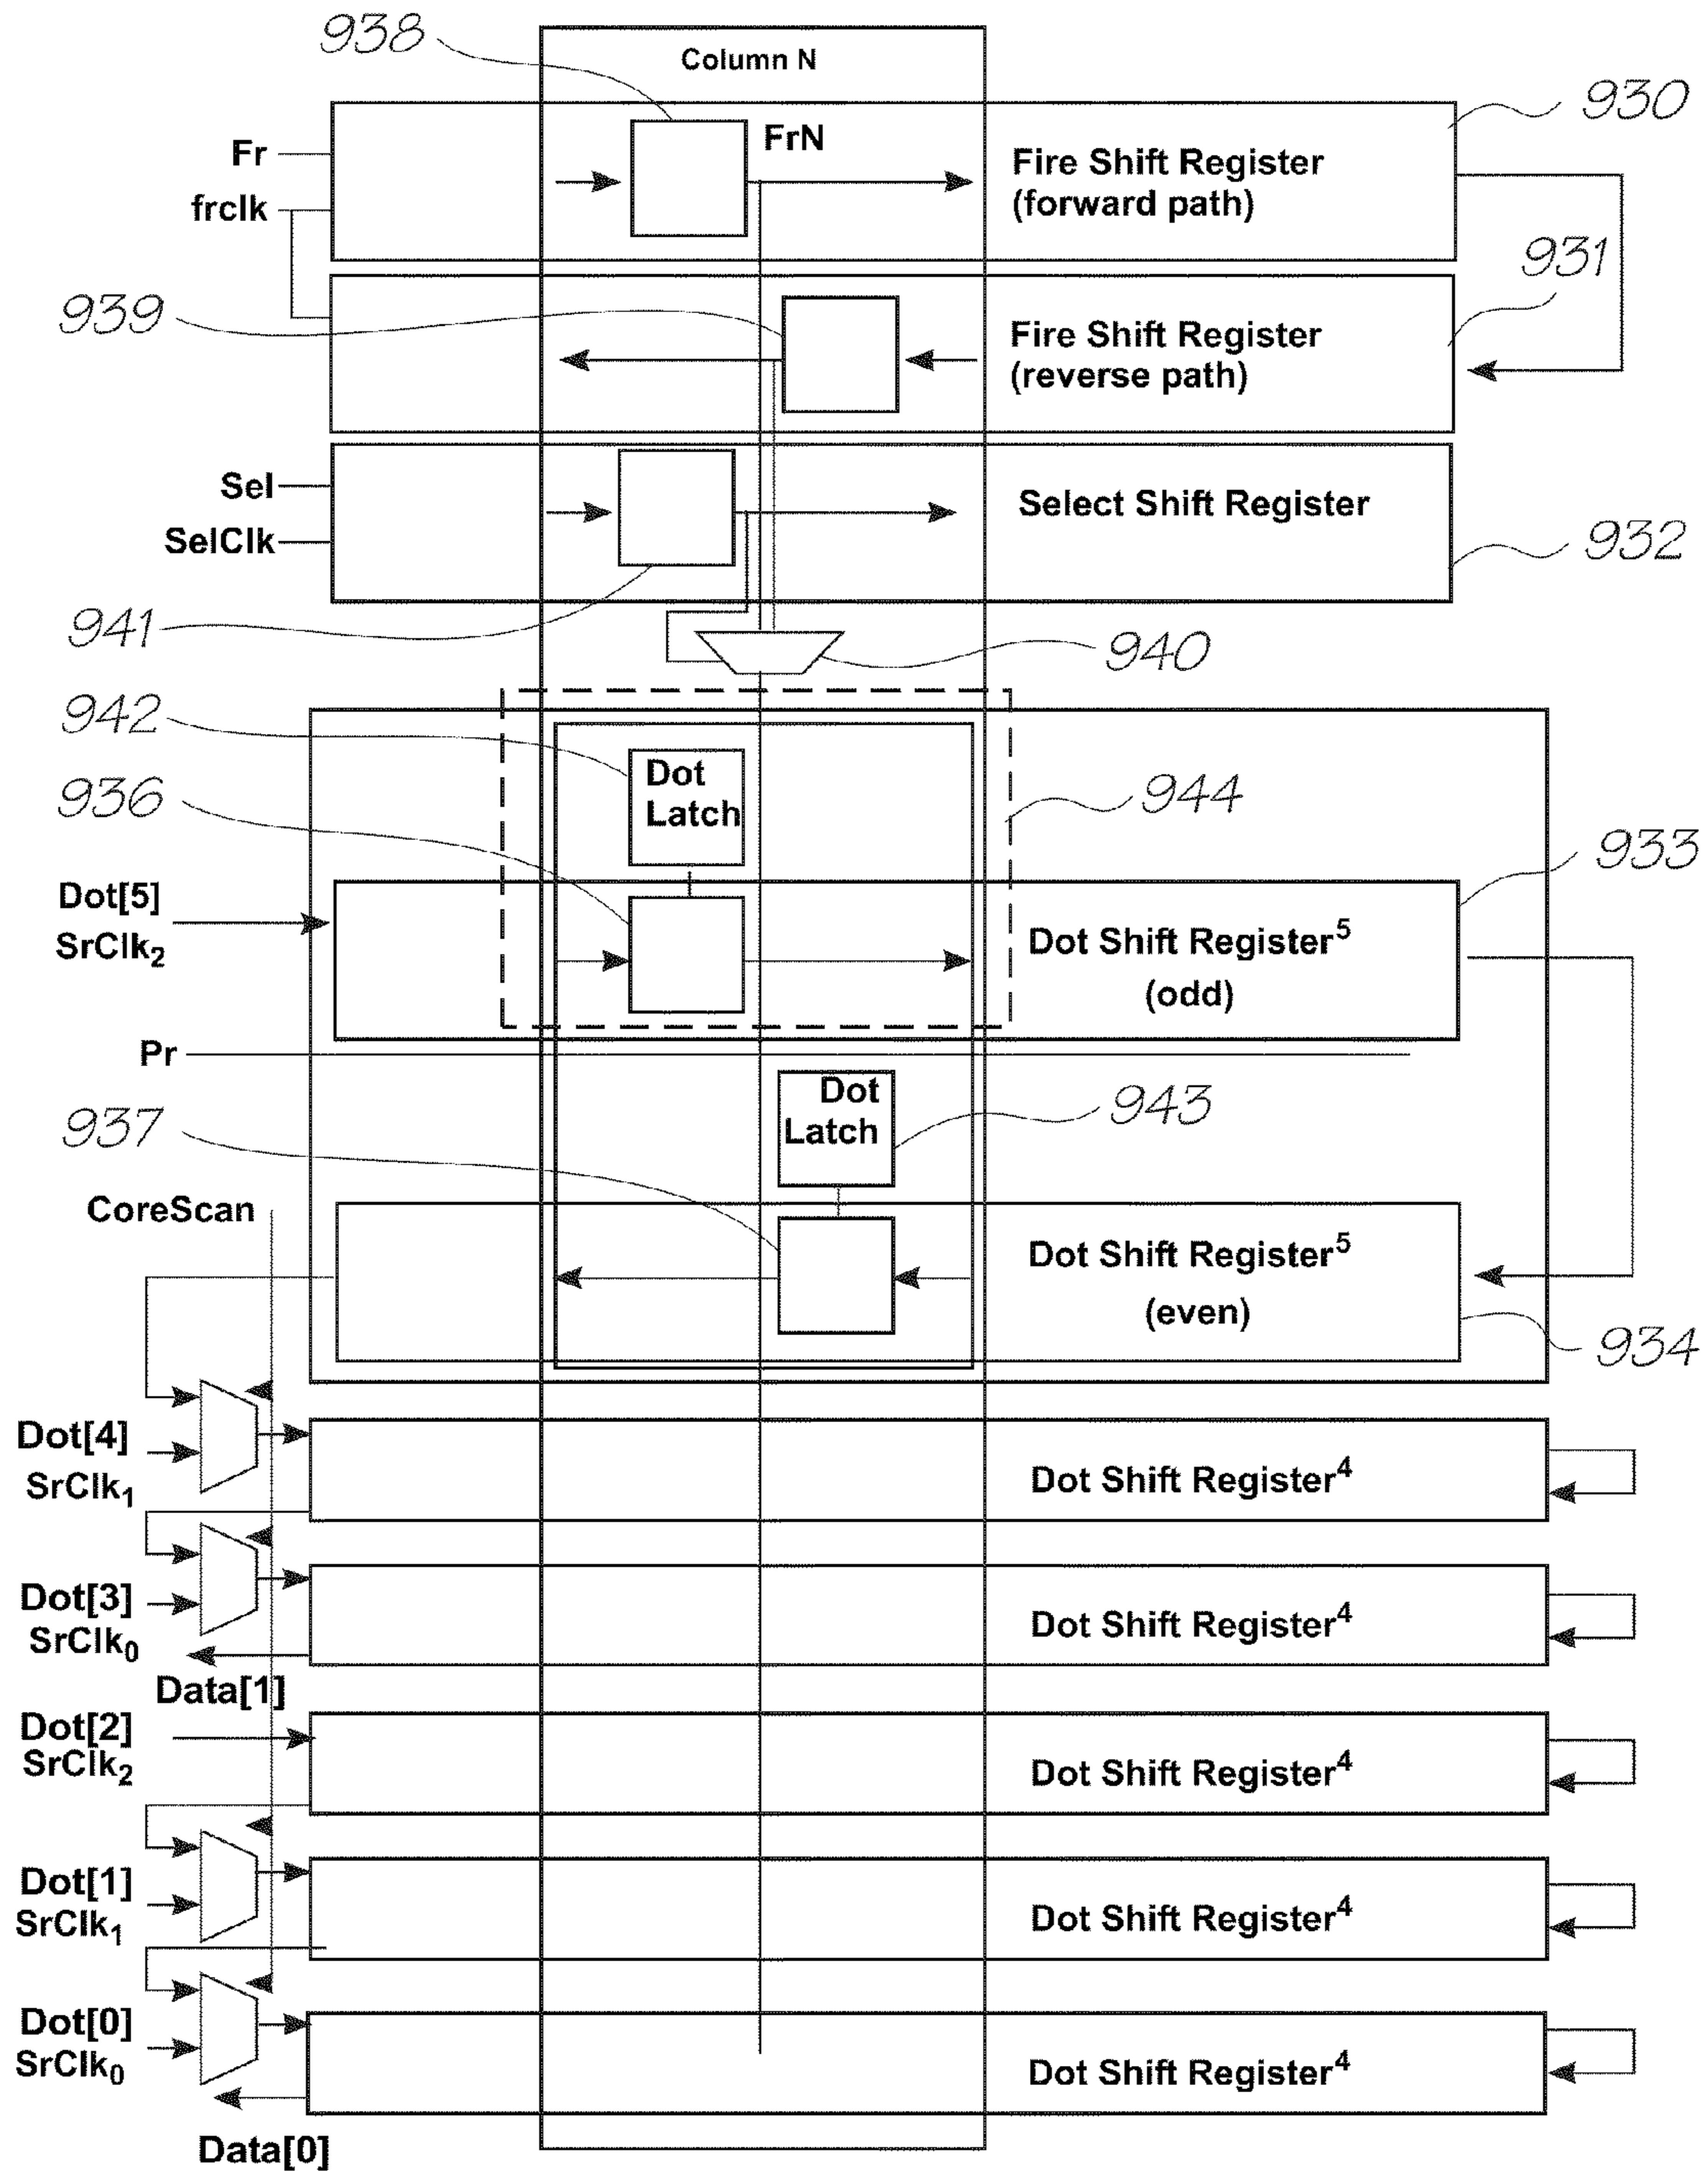 938
Column N
930
Fr
FrN
Fire Shift Register
(forward path)
frclk
931
939
Fire Shift Register
(reverse path)
Sel
Select Shift Register
SelClk
932
941
940
942
Dot
Latch
936
944
933
Dot[5]
SrClk₂
Dot Shift Register⁵
(odd)
Pr
Dot
Latch
943
937
CoreScan
Dot Shift Register⁵
(even)
934
Dot[4]
SrClk₁
Dot Shift Register⁴
Dot[3]
SrClk₀
Dot Shift Register⁴
Data[1]
Dot[2]
SrClk₂
Dot Shift Register⁴
Dot[1]
SrClk₁
Dot Shift Register⁴
Dot[0]
SrClk₀
Dot Shift Register⁴
Data[0]